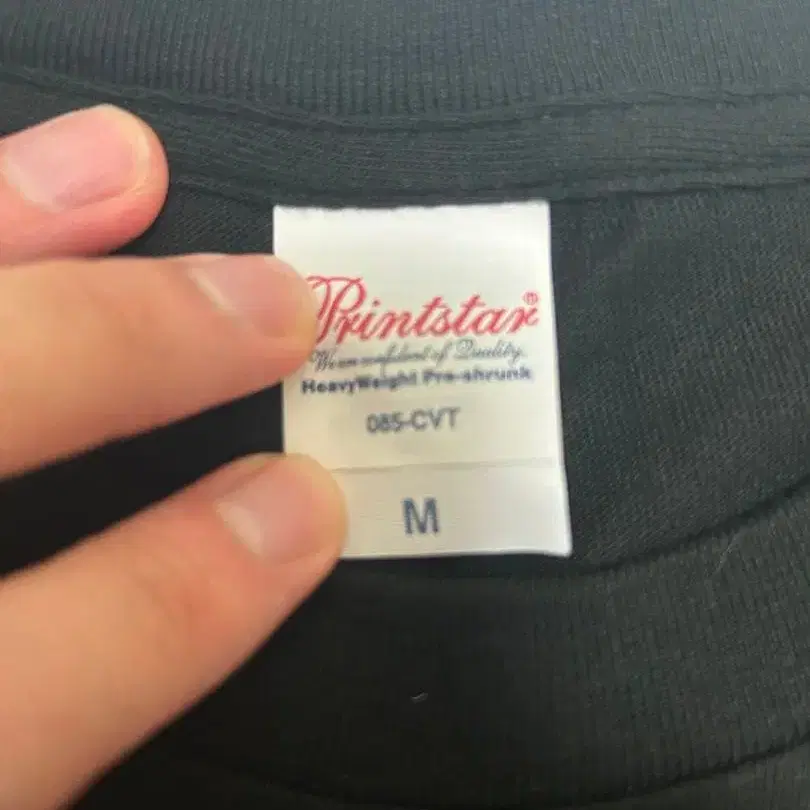 Printstar®
We are confident of Quality.
HeavyWeight Pre-shrunk
085-CVT
M